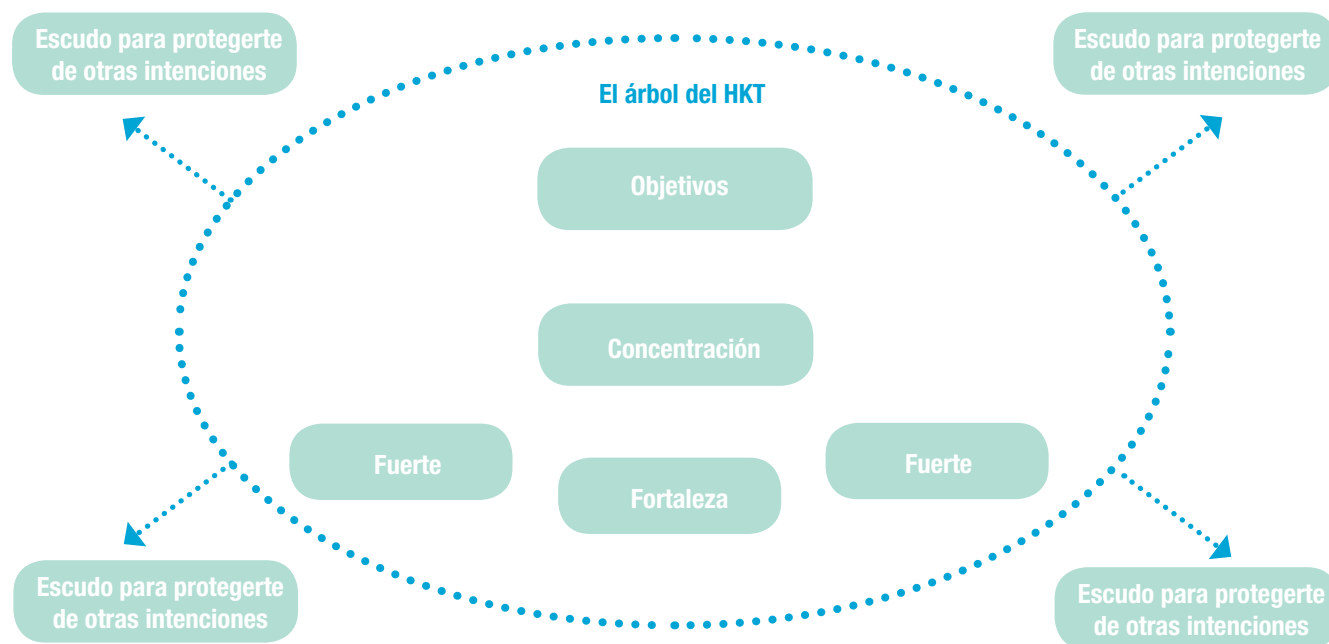 Escudo para protegerte
de otras intenciones
Escudo para protegerte
de otras intenciones
El árbol del HKT
Objetivos
Concentración
Fuerte
Fuerte
Fortaleza
Escudo para protegerte
de otras intenciones
Escudo para protegerte
de otras intenciones